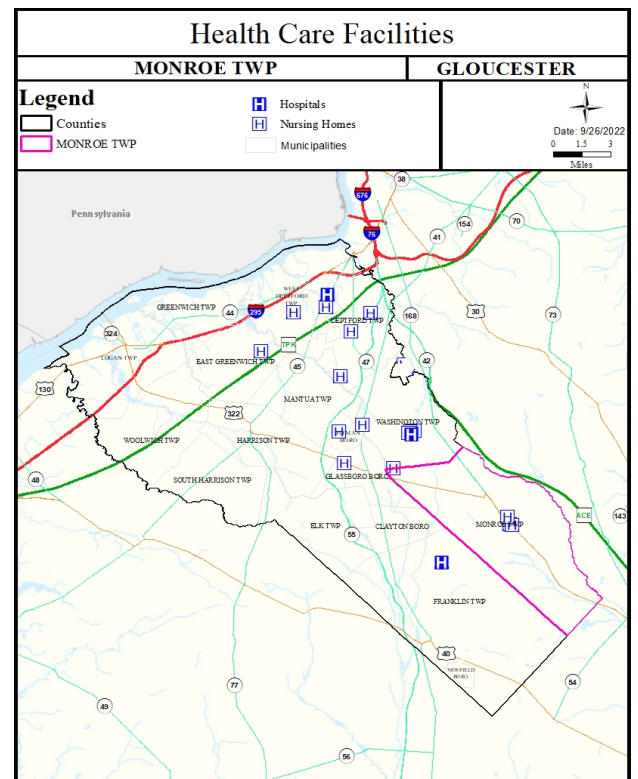 Health Care Facilities
MONROE TWP
GLOUCESTER
Legend
Counties
MONROE TWP
H Hospitals
H Nursing Homes
Municipalities
N
Date: 9/26/2022
0 1.5 3
Miles
Pennsylvania
38
676
70
154
41
76
WEST
DEPTFORD
TWP
GREENWICH TWP
44
295
DEPTFORD TWP
168
30
73
324
LOGAN TWP
TPK
EAST GREENWICH TWP
45
47
42
130
MANTUA TWP
322
WASHINGTON TWP
WOOLWICH TWP
HARRISON TWP
BORO
48
SOUTH HARRISON TWP
GLASSBORO BORO
ELK TWP
55
CLAYTON BORO
MONROE TWP
ACE
143
FRANKLIN TWP
40
NEWFIELD
BORO
54
77
49
56